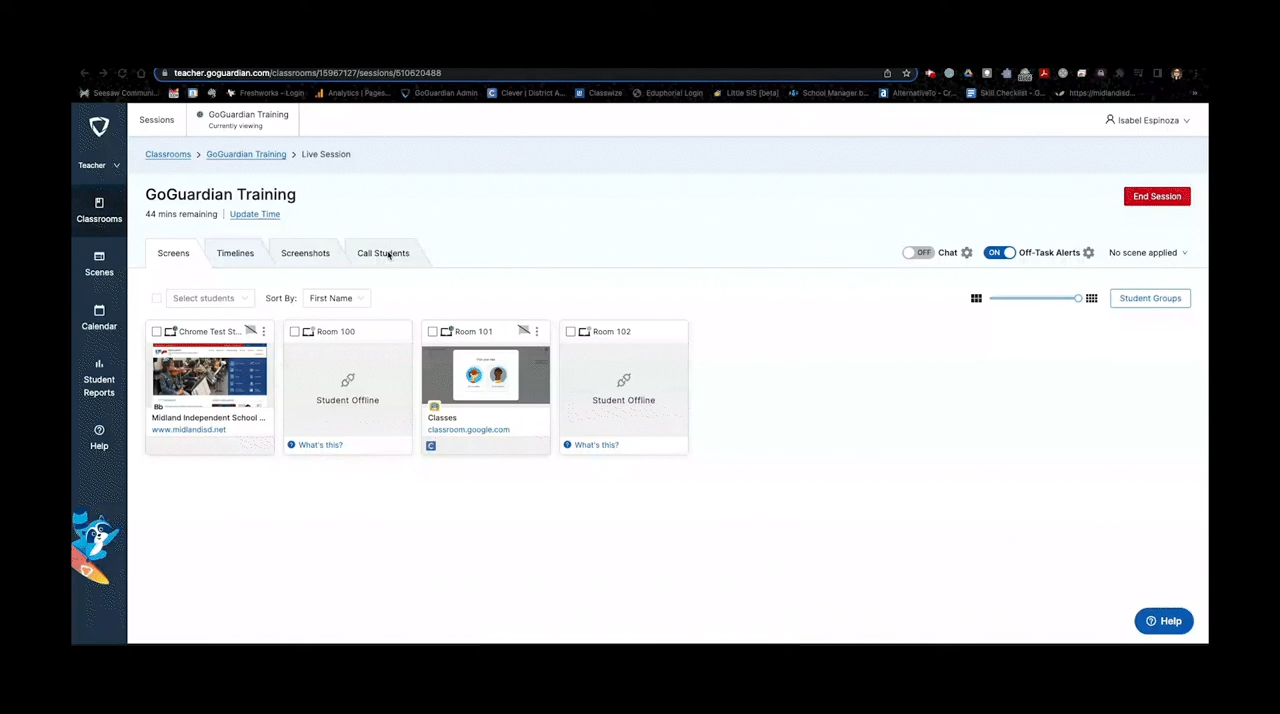 teacher.goguardian.com/classrooms/15967127/sessions/510620488
Seesaw Communi... Freshworks - Login Analytics | Pages... GoGuardian Admin Clever | District A... Classwize Eduphoria! Login Little SIS [beta] School Manager b... AlternativeTo - Cr... Skill Checklist - G... https://midlandisd... »
Sessions
GoGuardian Training
Currently viewing
Isabel Espinoza
Teacher
Classrooms
Scenes
Calendar
Student
Reports
Help
Classrooms > GoGuardian Training > Live Session
GoGuardian Training
End Session
44 mins remaining | Update Time
Screens Timelines Screenshots Call Students OFF Chat ON Off-Task Alerts No scene applied
Select students Sort By: First Name Student Groups
Chrome Test St...
Bb
Midland Independent School ...
www.midlandisd.net
Room 100
Student Offline
What's this?
Room 101
Classes
classroom.google.com
C
Room 102
Student Offline
What's this?
Help